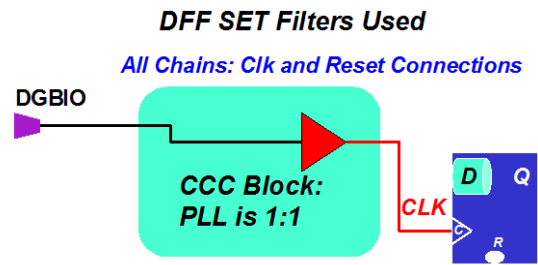 DFF SET Filters Used
All Chains: Clk and Reset Connections
DGBIO
CCC Block:
PLL is 1:1
D
Q
CLK
C
R